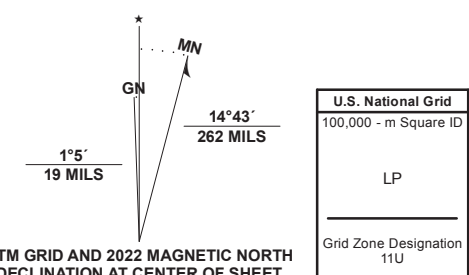 ★
MN
GN
14°43´
262 MILS
1°5´
19 MILS
TM GRID AND 2022 MAGNETIC NORTH
DECLINATION AT CENTER OF SHEET
U.S. National Grid
100,000 - m Square ID
LP
Grid Zone Designation
11U